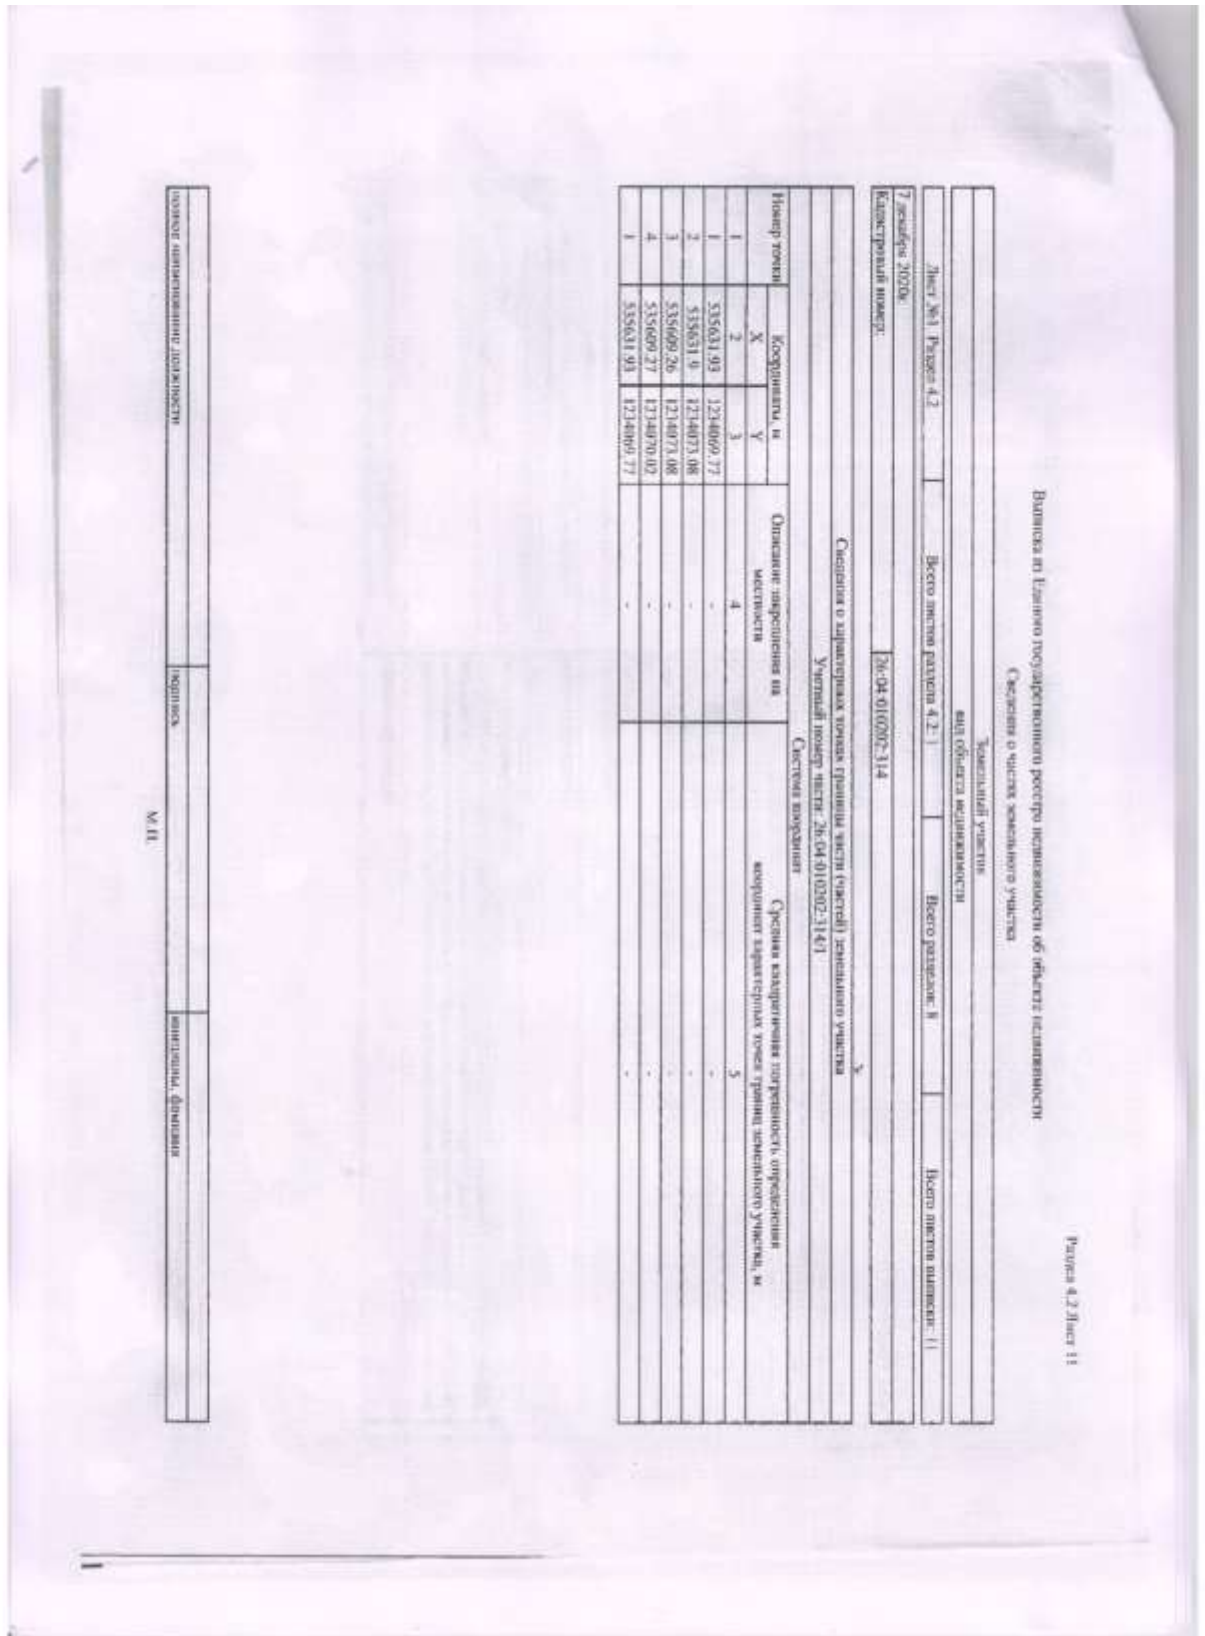 Раздел 4.2 Лист 11
Выписка из Единого государственного реестра недвижимости об объекте недвижимости
Сведения о частях земельного участка
Земельный участок
вид объекта недвижимости
Лист №1 Раздел 4.2 Всего листов раздела 4.2: 1 Всего разделов: 8 Всего листов выписки: 11
7 декабря 2020г.
Кадастровый номер: 26:04:010202:314
Сведения о характерных точках границы части (частей) земельного участка
Учетный номер части: 26:04:010202:314/1
Система координат
Номер точки Координаты, м Описание закрепления на местности Средняя квадратичная погрешность определения координат характерных точек границ земельного участка, м
X Y
1 2 3 4 5
1 535631.93 1234069.77 - -
2 535631.9 1234073.08 - -
3 535609.26 1234073.08 - -
4 535609.27 1234070.02 - -
1 535631.93 1234069.77 - -
полное наименование должности подпись инициалы, фамилия
М.П.